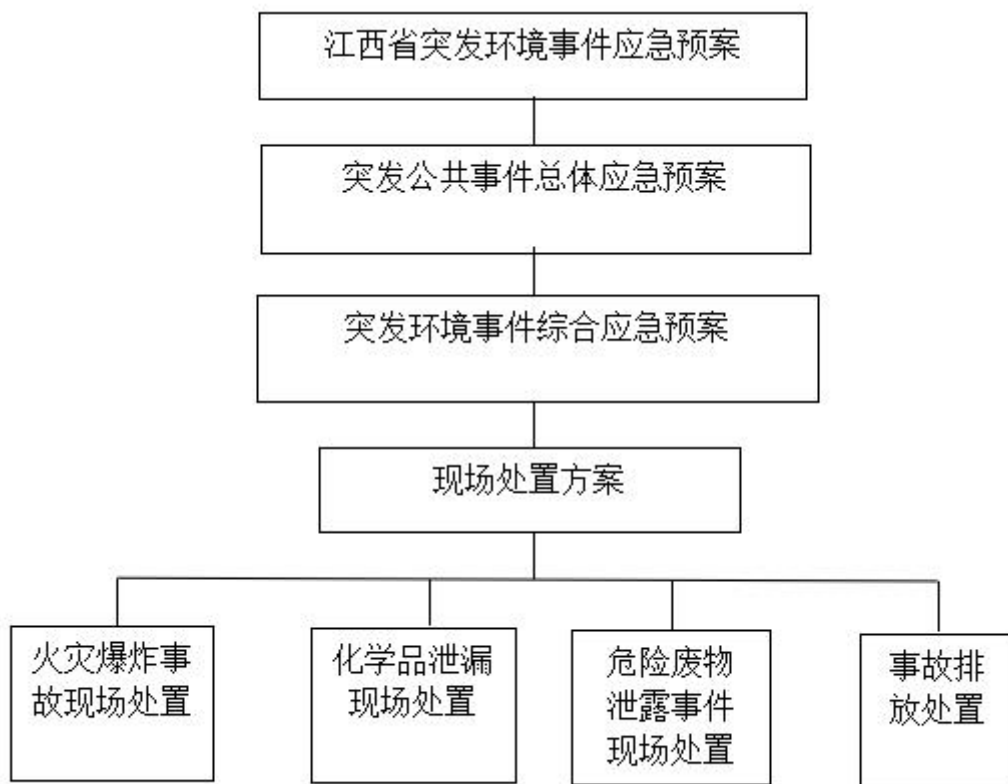 江西省突发环境事件应急预案
突发公共事件总体应急预案
突发环境事件综合应急预案
现场处置方案
火灾爆炸事
故现场处置
化学品泄漏
现场处置
危险废物
泄露事件
现场处置
事故排
放处置